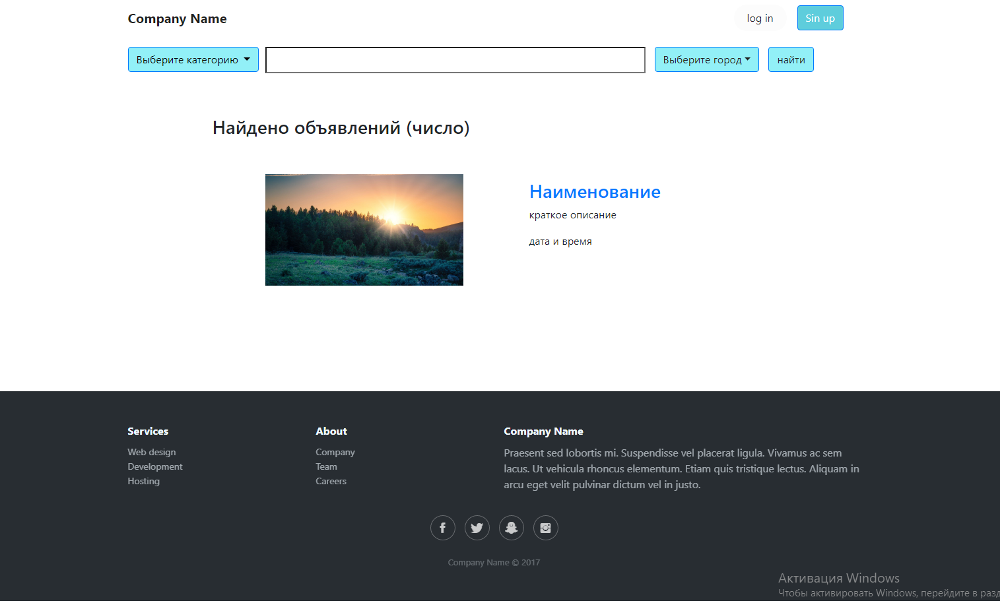 Company Name
log in
Sin up
Выберите категорию
Выберите город
найти
Найдено объявлений (число)
Наименование
краткое описание
дата и время
Services
Web design
Development
Hosting
About
Company
Team
Careers
Company Name
Praesent sed lobortis mi. Suspendisse vel placerat ligula. Vivamus ac sem
lacus. Ut vehicula rhoncus elementum. Etiam quis tristique lectus. Aliquam in
arcu eget velit pulvinar dictum vel in justo.
Company Name © 2017
Активация Windows
Чтобы активировать Windows, перейдите в разд